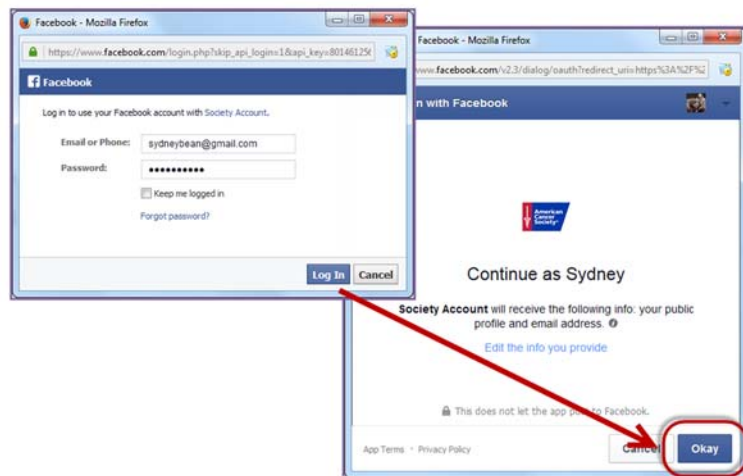 Facebook - Mozilla Firefox
https://www.facebook.com/login.php?skip_api_login=1&api_key=80146125
Facebook
Log in to use your Facebook account with Society Account.
Email or Phone: sydneybean@gmail.com
Password: ••••••••••
Keep me logged in
Forgot password?
Log In Cancel
Facebook - Mozilla Firefox
www.facebook.com/v2.3/dialog/oauth?redirect_uri=https%3A%2F%2
n with Facebook
American
Cancer
Society
Continue as Sydney
Society Account will receive the following info: your public
profile and email address.
Edit the info you provide
This does not let the app post to Facebook.
App Terms · Privacy Policy Cancel Okay